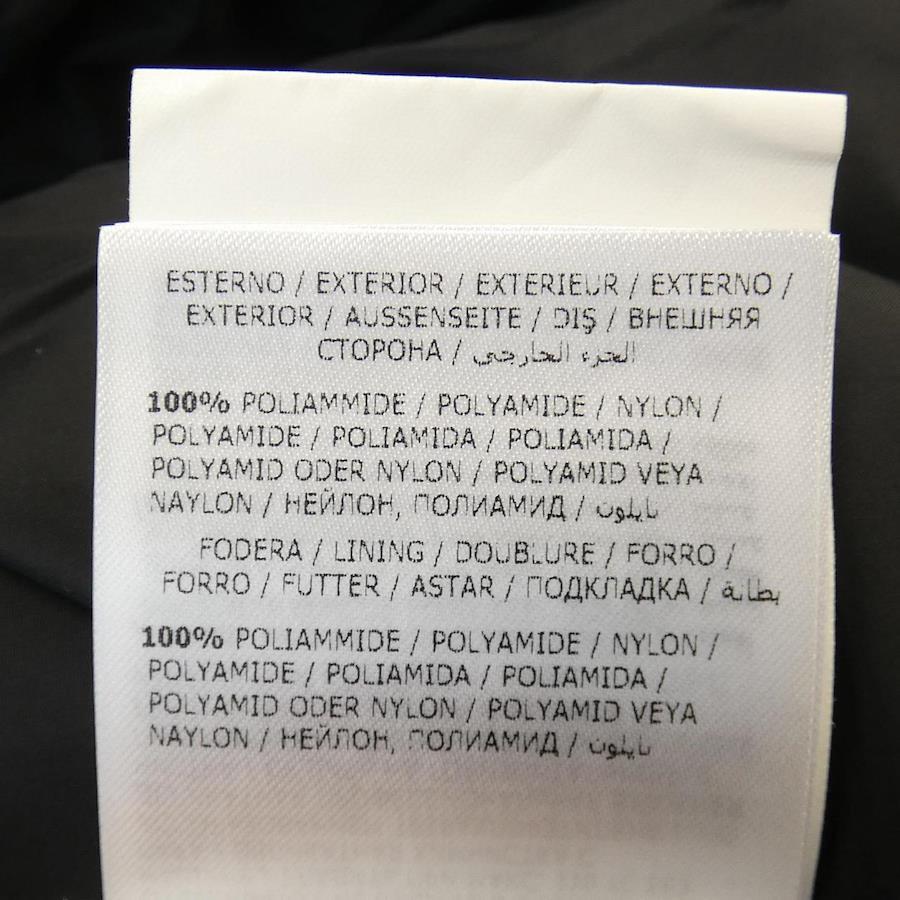 ESTERNO / EXTERIOR / EXTERIEUR / EXTERNO /
EXTERIOR / AUSSENSEITE / DIŞ / ВНЕШНЯЯ
СТОРОНА / الجزء الخارجي
100% POLIAMMIDE / POLYAMIDE / NYLON /
POLYAMIDE / POLIAMIDA / POLIAMIDA /
POLYAMID ODER NYLON / POLYAMID VEYA
NAYLON / НЕЙЛОН, ПОЛИАМИД / نايلون
FODERA / LINING / DOUBLURE / FORRO /
FORRO / FUTTER / ASTAR / ПОДКЛАДКА / بطانة
100% POLIAMMIDE / POLYAMIDE / NYLON /
POLYAMIDE / POLIAMIDA / POLIAMIDA /
POLYAMID ODER NYLON / POLYAMID VEYA
NAYLON / НЕЙЛОН, ПОЛИАМИД / نايلون